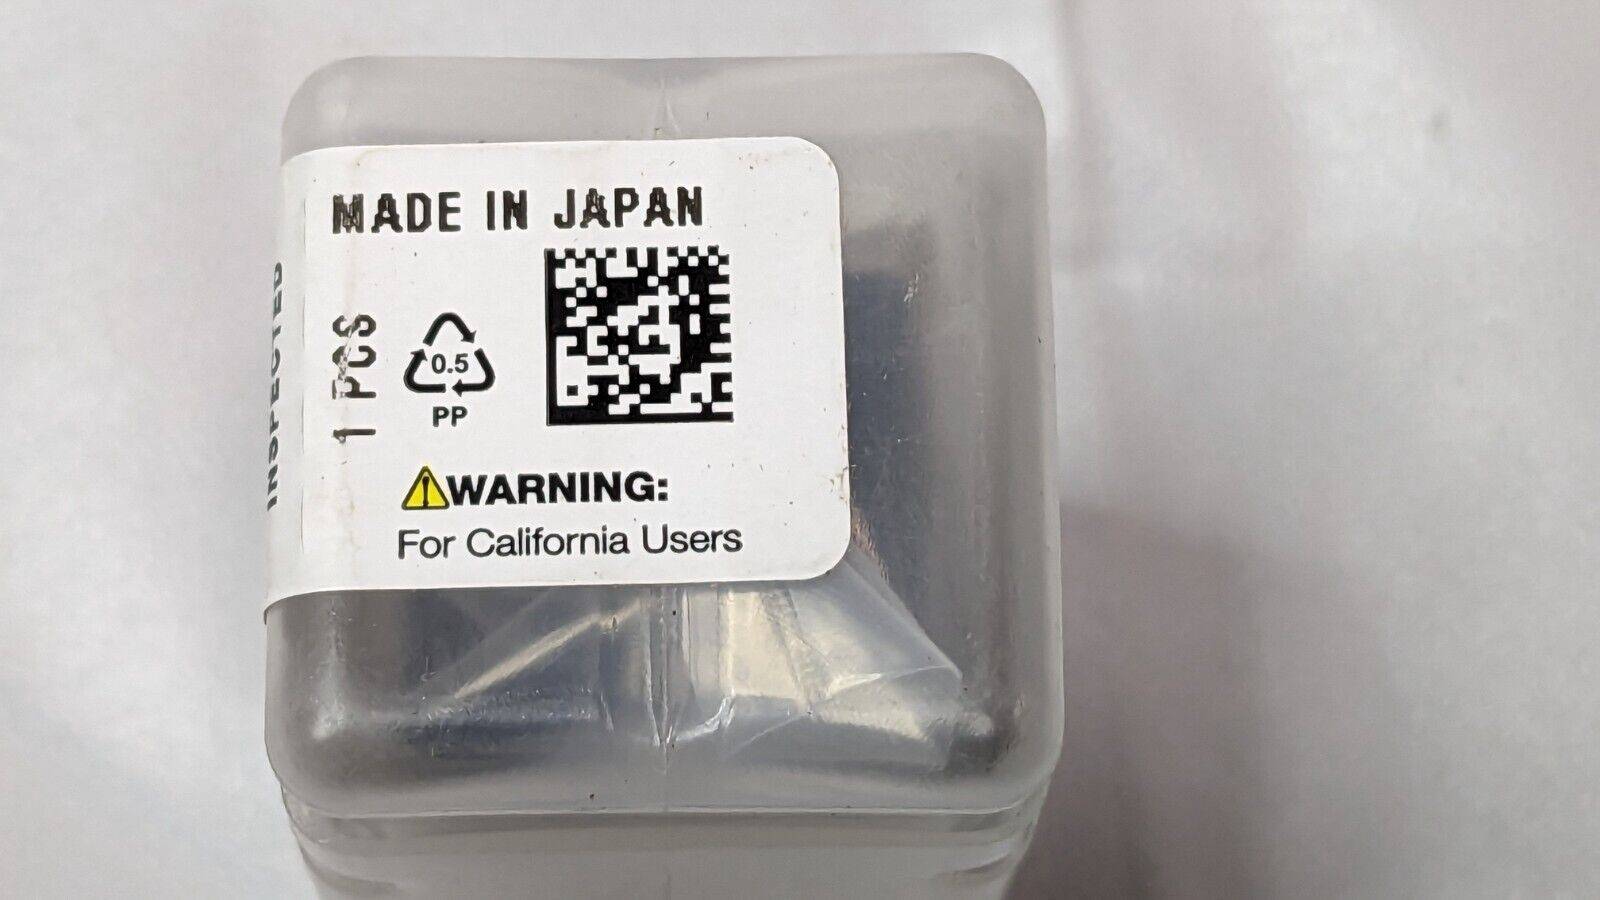 MADE IN JAPAN
INSPECTED
1 PCS
0.5
PP
WARNING:
For California Users